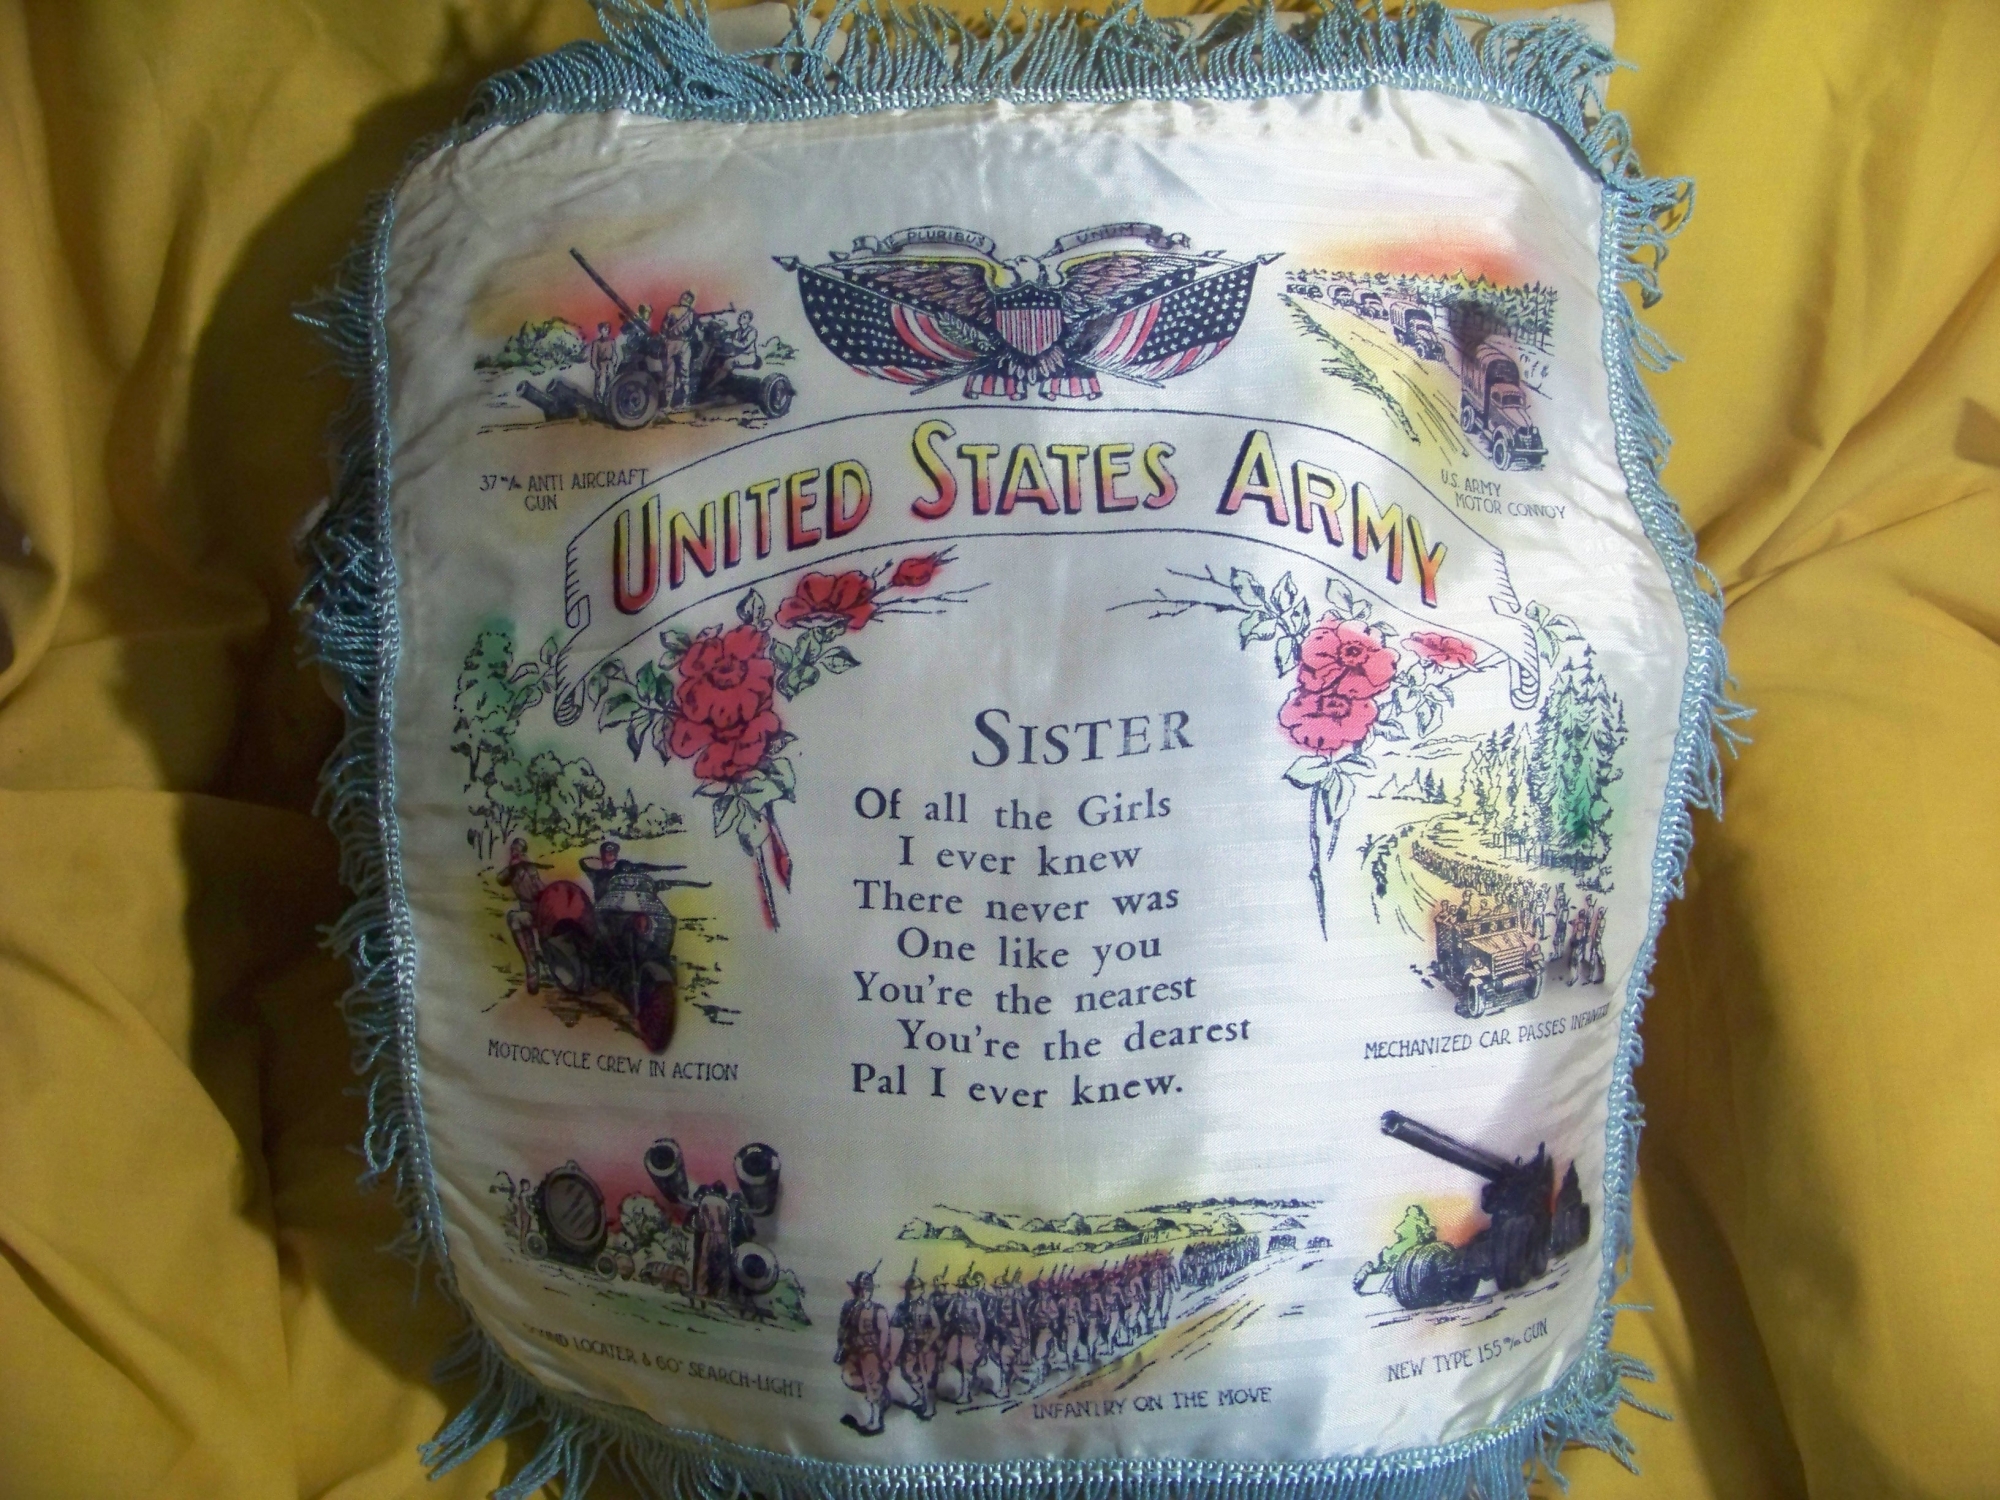 E PLURIBUS UNUM
37 m/m ANTI AIRCRAFT
GUN
U.S. ARMY
MOTOR CONVOY
UNITED STATES ARMY
SISTER
Of all the Girls
I ever knew
There never was
One like you
You're the nearest
You're the dearest
Pal I ever knew.
MOTORCYCLE CREW IN ACTION
MECHANIZED CAR PASSES INFANTRY
SOUND LOCATER & 60" SEARCH-LIGHT
INFANTRY ON THE MOVE
NEW TYPE 155 m/m GUN